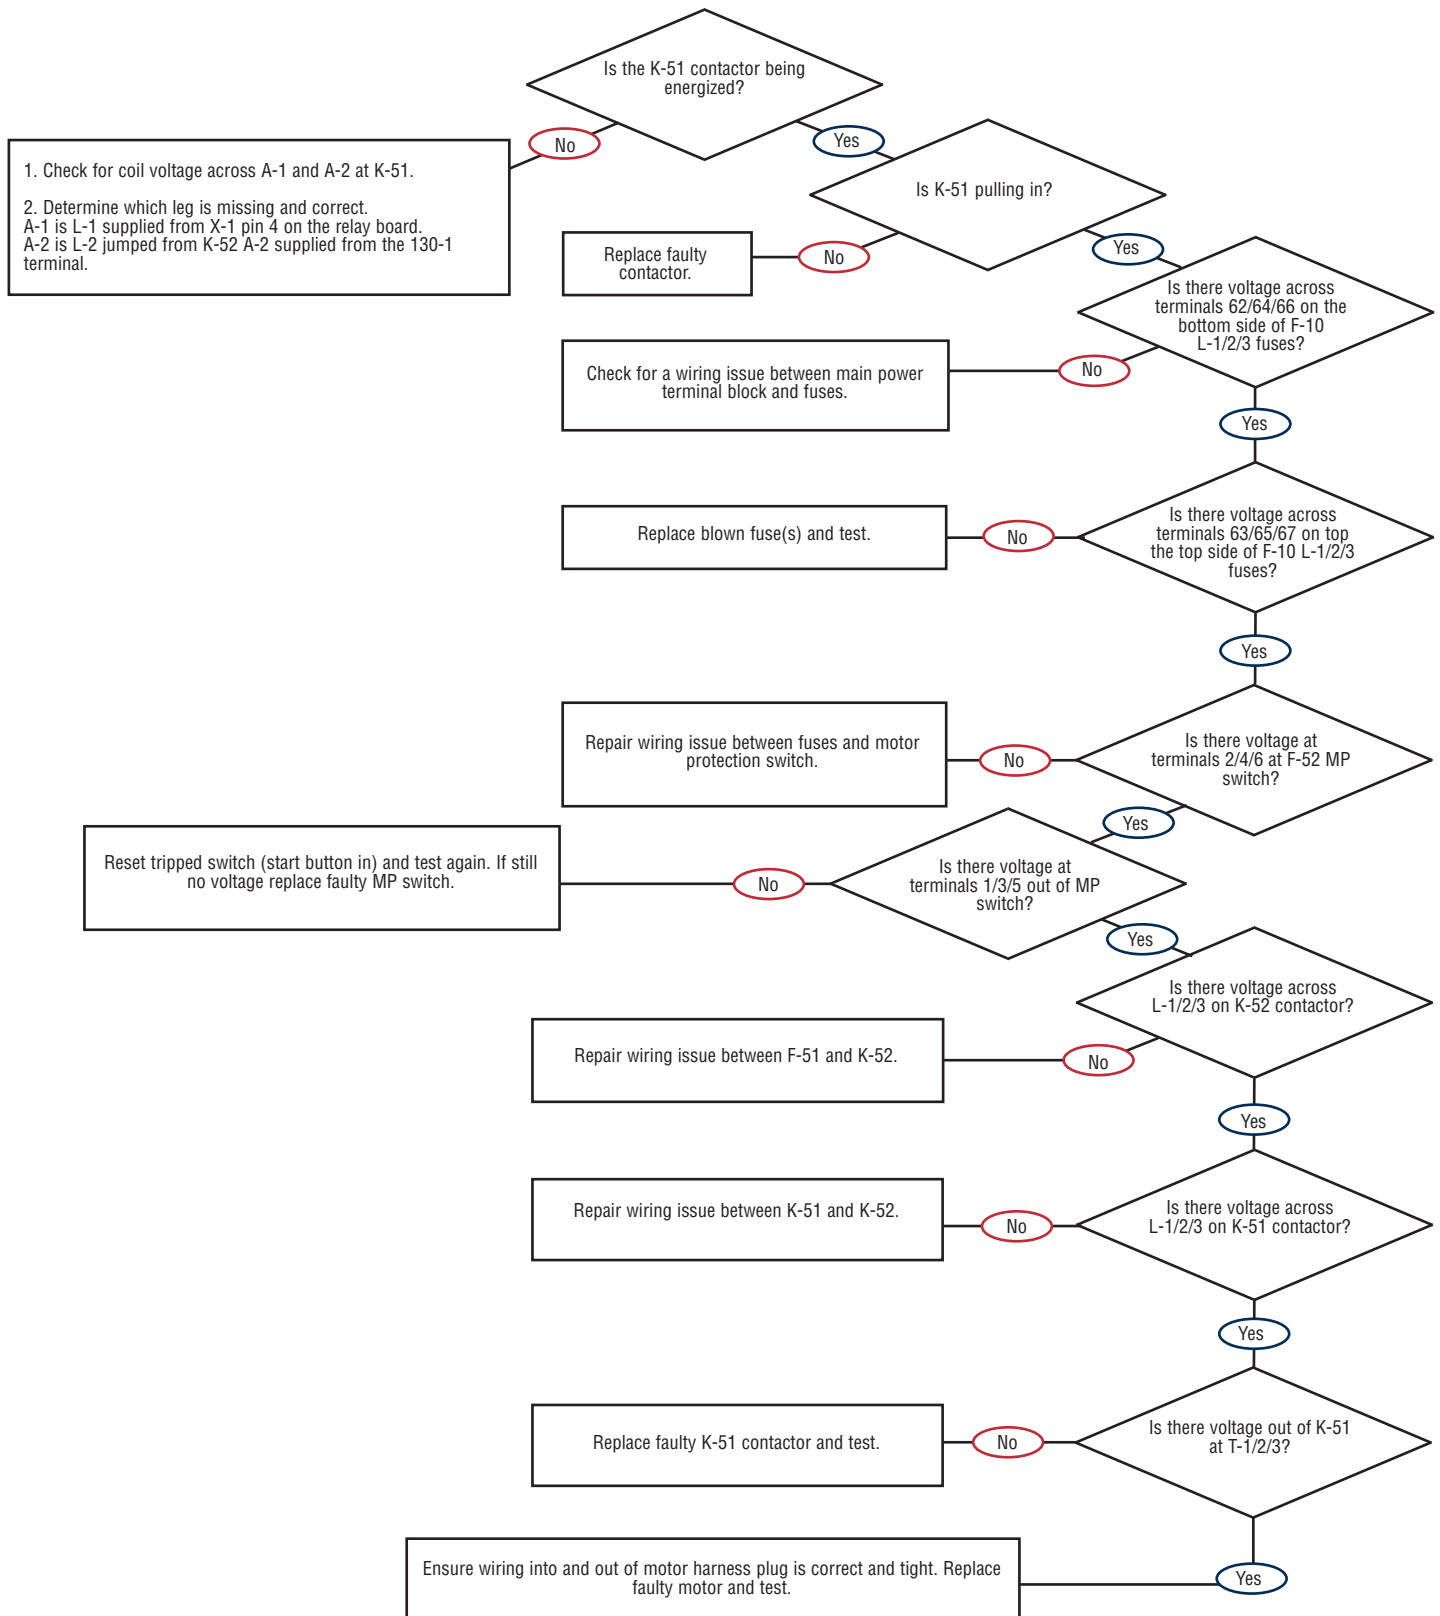 Is the K-51 contactor being
energized?
No
Yes
1. Check for coil voltage across A-1 and A-2 at K-51.
2. Determine which leg is missing and correct.
A-1 is L-1 supplied from X-1 pin 4 on the relay board.
A-2 is L-2 jumped from K-52 A-2 supplied from the 130-1
terminal.
Is K-51 pulling in?
No
Yes
Replace faulty
contactor.
Is there voltage across
terminals 62/64/66 on the
bottom side of F-10
L-1/2/3 fuses?
No
Check for a wiring issue between main power
terminal block and fuses.
Yes
Is there voltage across
terminals 63/65/67 on top
the top side of F-10 L-1/2/3
fuses?
No
Replace blown fuse(s) and test.
Yes
Is there voltage at
terminals 2/4/6 at F-52 MP
switch?
No
Repair wiring issue between fuses and motor
protection switch.
Yes
Is there voltage at
terminals 1/3/5 out of MP
switch?
No
Reset tripped switch (start button in) and test again. If still
no voltage replace faulty MP switch.
Yes
Is there voltage across
L-1/2/3 on K-52 contactor?
No
Repair wiring issue between F-51 and K-52.
Yes
Is there voltage across
L-1/2/3 on K-51 contactor?
No
Repair wiring issue between K-51 and K-52.
Yes
Is there voltage out of K-51
at T-1/2/3?
No
Replace faulty K-51 contactor and test.
Yes
Ensure wiring into and out of motor harness plug is correct and tight. Replace
faulty motor and test.